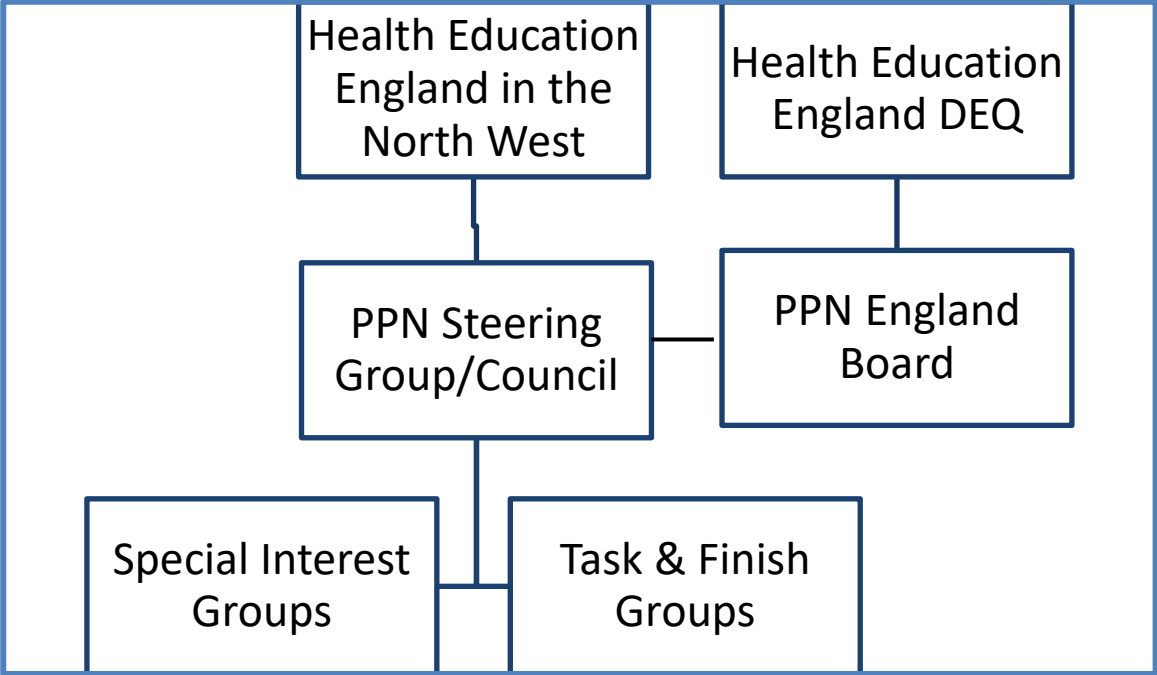 Health Education
England in the
North West
Health Education
England DEQ
PPN Steering
Group/Council
PPN England
Board
Special Interest
Groups
Task & Finish
Groups